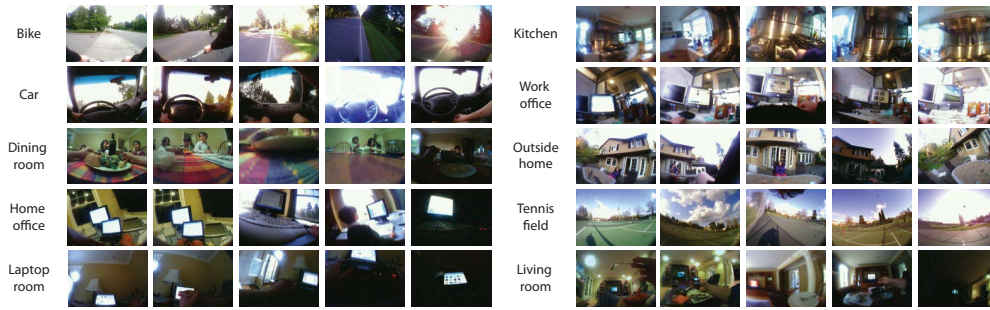 Bike
Car
Dining
room
Home
office
Laptop
room
Kitchen
Work
office
Outside
home
Tennis
field
Living
room